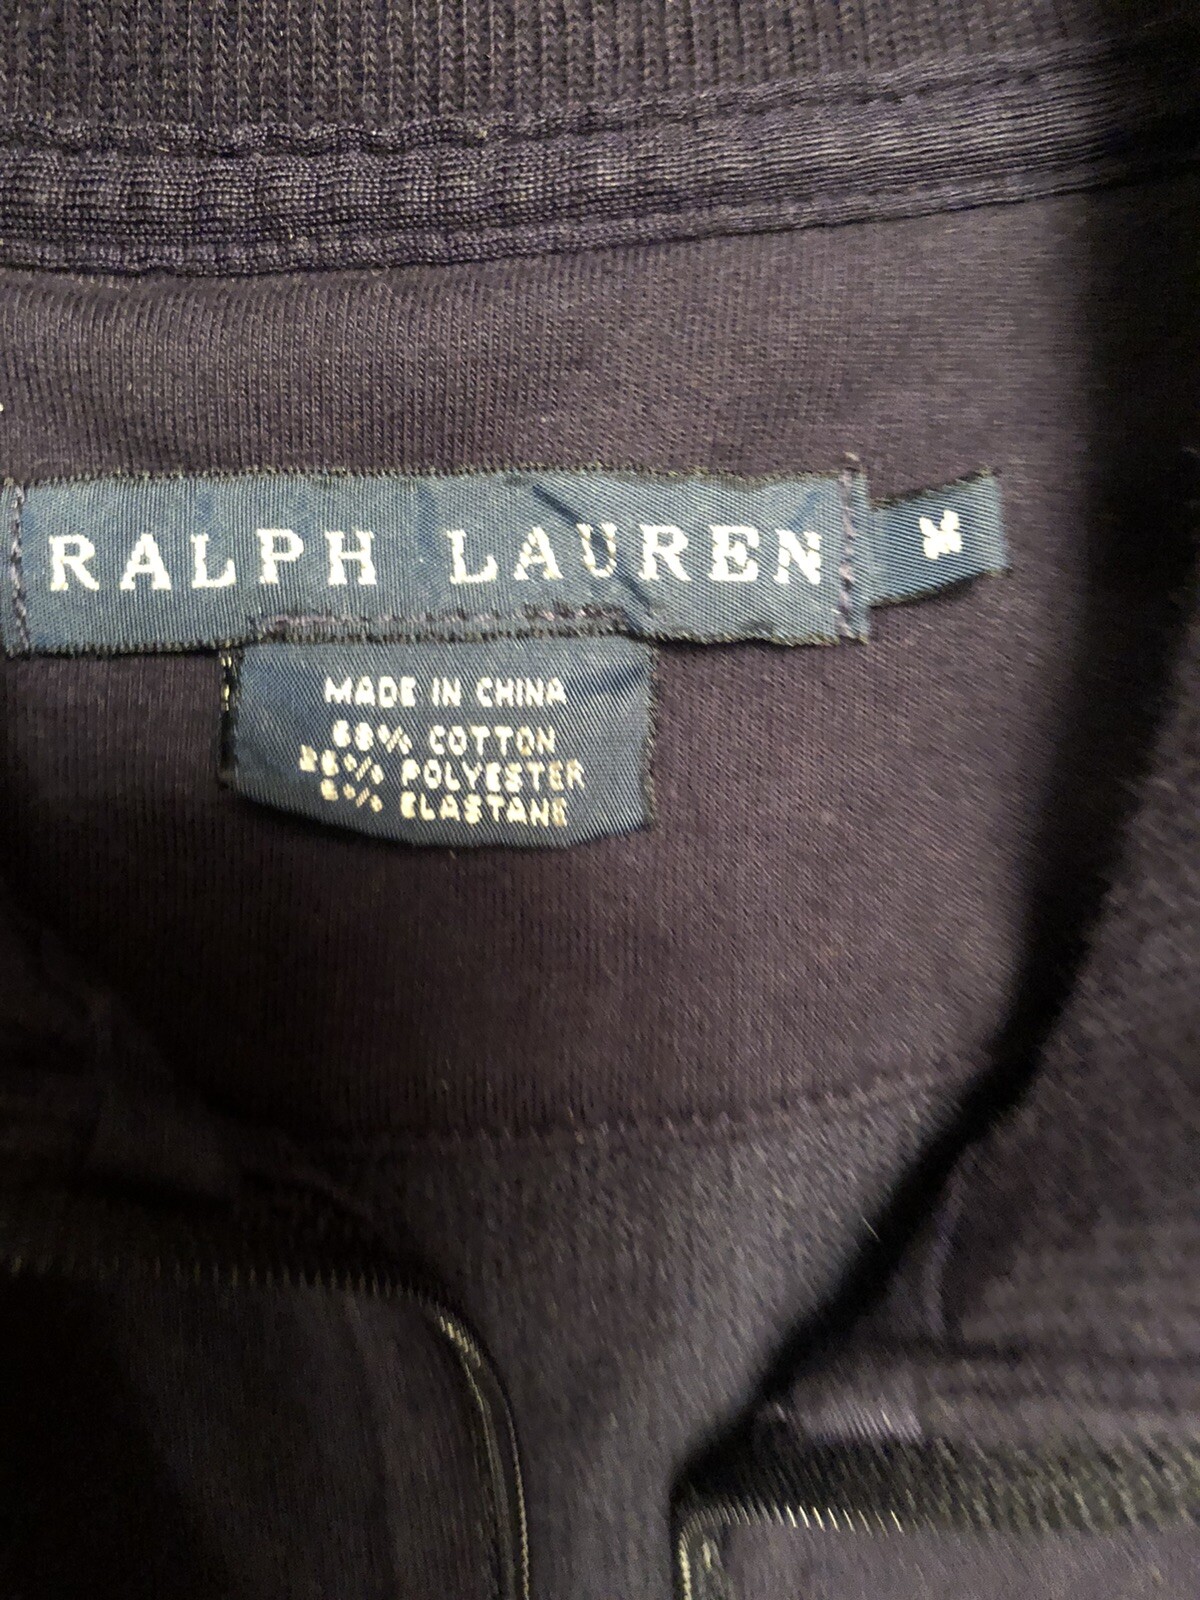 RALPH LAUREN
M
MADE IN CHINA
68% COTTON
26% POLYESTER
6% ELASTANE